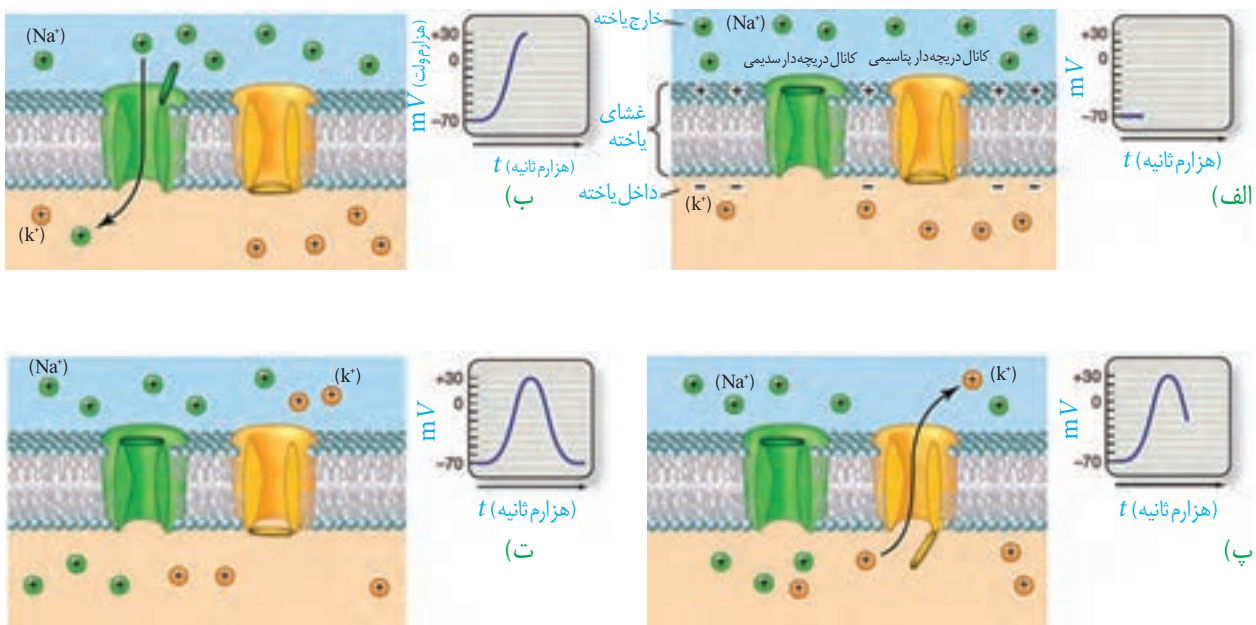 خارج یاخته
(Na⁺)
کانال دریچه‌دار سدیمی
کانال دریچه‌دار پتاسیمی
غشای
یاخته
داخل یاخته
(k⁺)
+30
0
−70
mV
t (هزارم ثانیه)
الف)
(Na⁺)
(k⁺)
+30
0
−70
mV (هزارم ولت)
t (هزارم ثانیه)
ب)
(Na⁺)
(k⁺)
+30
0
−70
mV
t (هزارم ثانیه)
پ)
(Na⁺)
(k⁺)
+30
0
−70
mV
t (هزارم ثانیه)
ت)